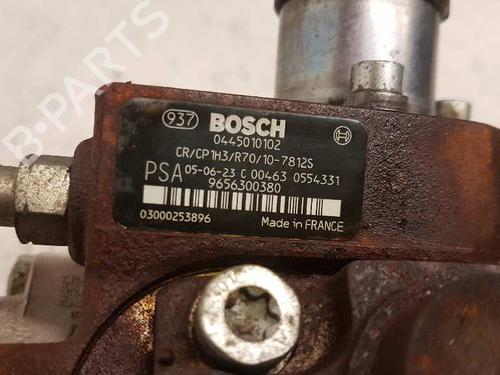 B-PARTS
937 BOSCH
0445010102
CR/CP1H3/R70/10-7812S
PSA 05-06-23 C 00463 0554331
9656300380
03000253896 Made in FRANCE